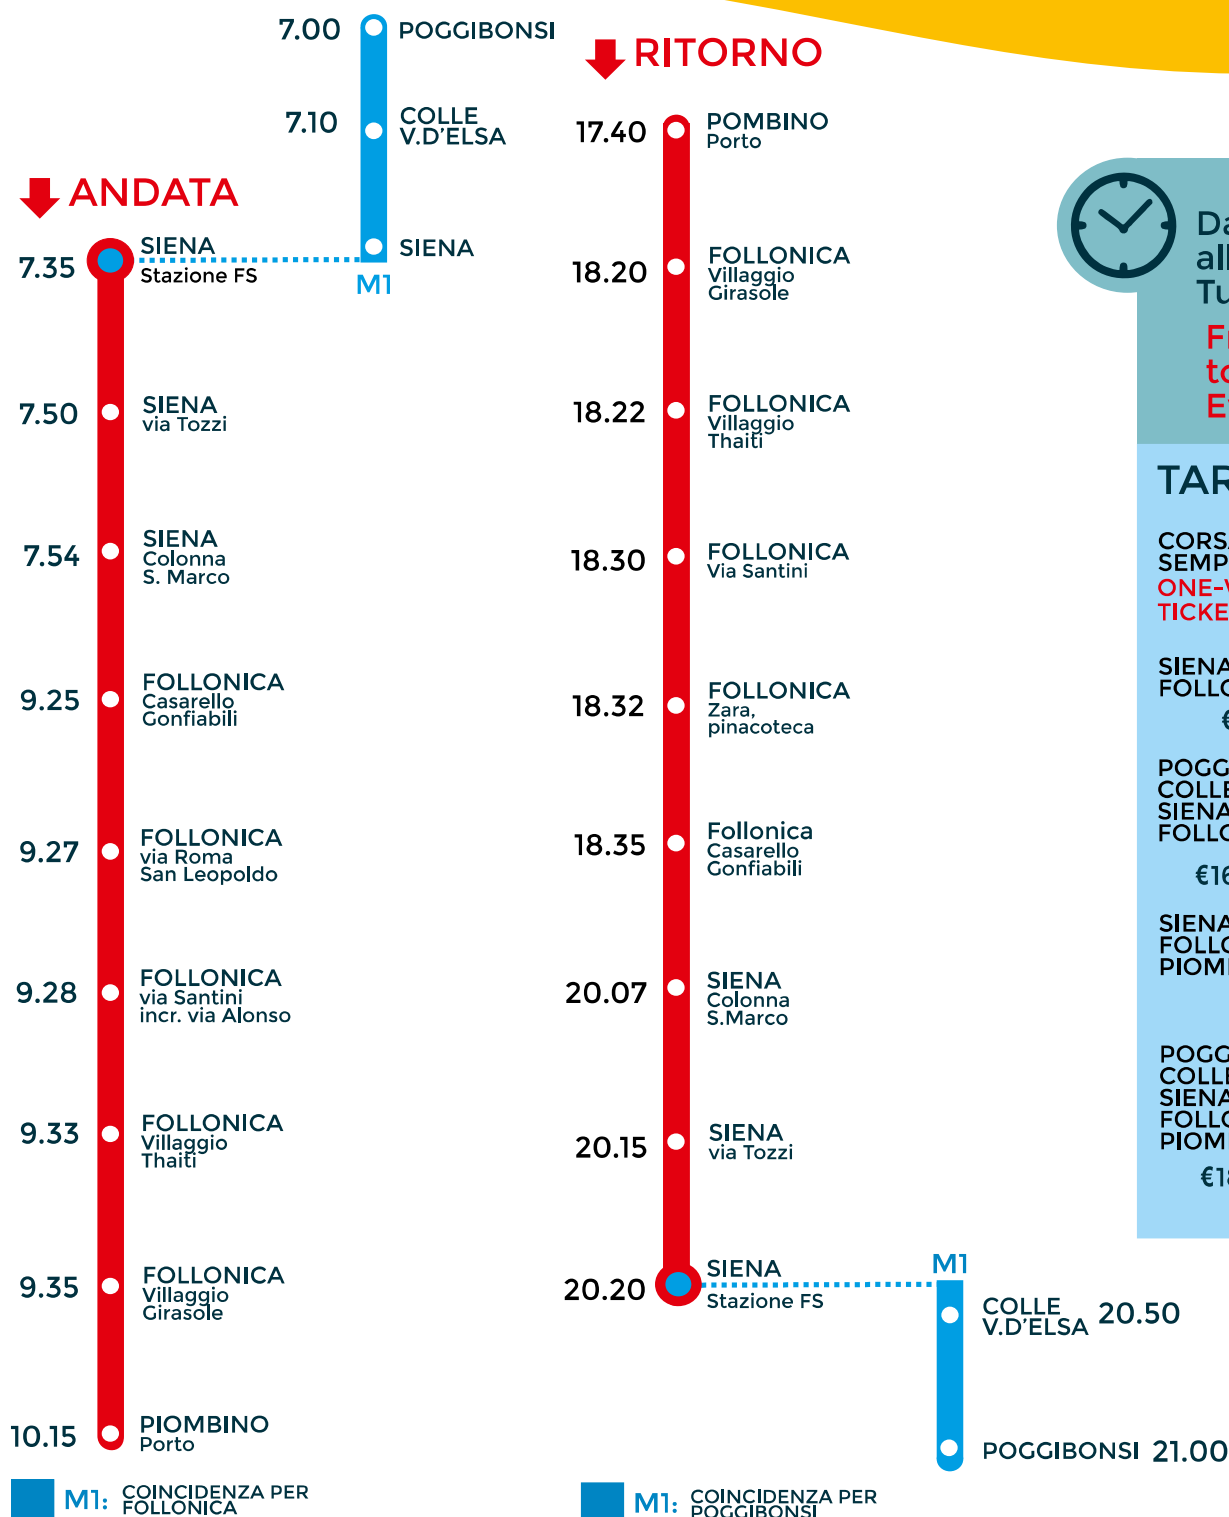 7.00 POGGIBONSI
7.10 COLLE
V.D'ELSA
SIENA
M1
ANDATA
7.35 SIENA
Stazione FS
7.50 SIENA
via Tozzi
7.54 SIENA
Colonna
S. Marco
9.25 FOLLONICA
Casarello
Gonfiabili
9.27 FOLLONICA
via Roma
San Leopoldo
9.28 FOLLONICA
via Santini
incr. via Alonso
9.33 FOLLONICA
Villaggio
Thaiti
9.35 FOLLONICA
Villaggio
Girasole
10.15 PIOMBINO
Porto
M1: COINCIDENZA PER
FOLLONICA
RITORNO
17.40 POMBINO
Porto
18.20 FOLLONICA
Villaggio
Girasole
18.22 FOLLONICA
Villaggio
Thaiti
18.30 FOLLONICA
Via Santini
18.32 FOLLONICA
Zara,
pinacoteca
18.35 Follonica
Casarello
Gonfiabili
20.07 SIENA
Colonna
S.Marco
20.15 SIENA
via Tozzi
20.20 SIENA
Stazione FS
M1
COLLE
V.D'ELSA 20.50
POGGIBONSI 21.00
M1: COINCIDENZA PER
POGGIBONSI
SIENA
COLLE
SIENA
SIENA
COLLE
SIENA